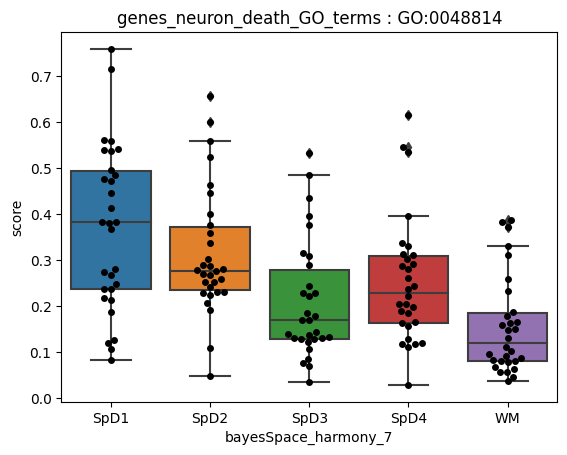 genes_neuron_death_GO_terms : GO:0048814
score
0.7
0.6
0.5
0.4
0.3
0.2
0.1
0.0
SpD1 SpD2 SpD3 SpD4 WM
bayesSpace_harmony_7